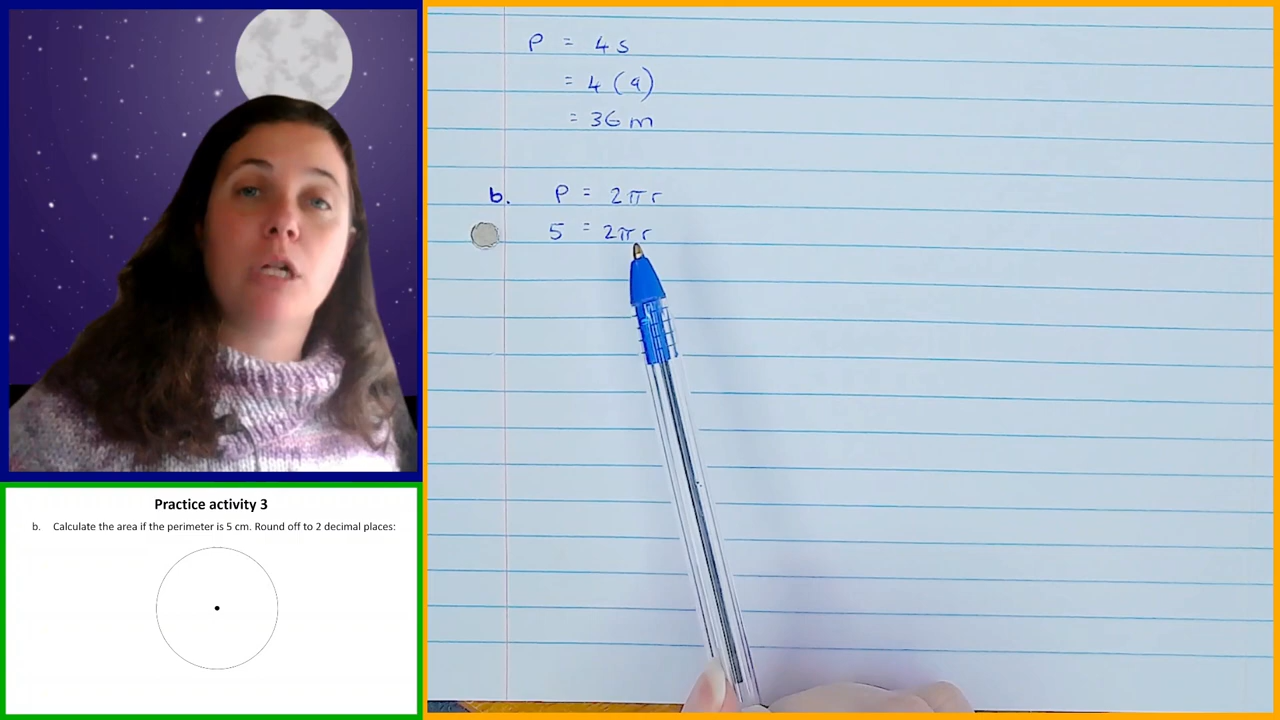 P = 4s
= 4 (9)
= 36 m
b. P = 2πr
5 = 2πr
Practice activity 3
b. Calculate the area if the perimeter is 5 cm. Round off to 2 decimal places: